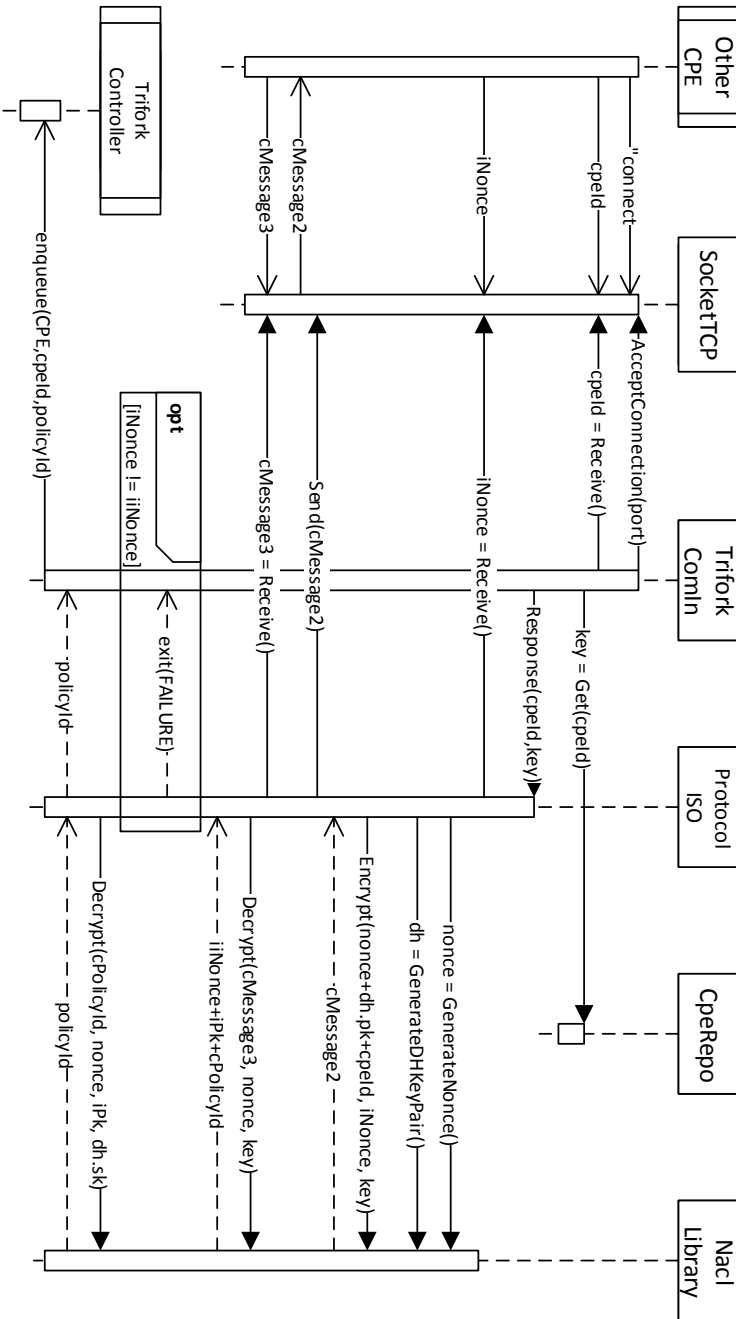 Other
CPE
SocketTCP
Trifork
ComIn
Protocol
ISO
CpeRepo
Nacl
Library
"connect
AcceptConnection(port)
cpeId
cpeId = Receive()
key = Get(cpeId)
Response(cpeId,key)
iNonce
iNonce = Receive()
nonce = GenerateNonce()
dh = GenerateDHKeyPair()
Encrypt(nonce+dh.pk+cpeId, iNonce, key)
cMessage2
Send(cMessage2)
cMessage2
cMessage3
cMessage3 = Receive()
Decrypt(cMessage3, nonce, key)
iiNonce+iPk+cPolicyId
opt
[iNonce != iiNonce]
exit(FAILURE)
Decrypt(cPolicyId, nonce, iPk, dh.sk)
policyId
policyId
Trifork
Controller
enqueue(CPE,cpeId,policyId)